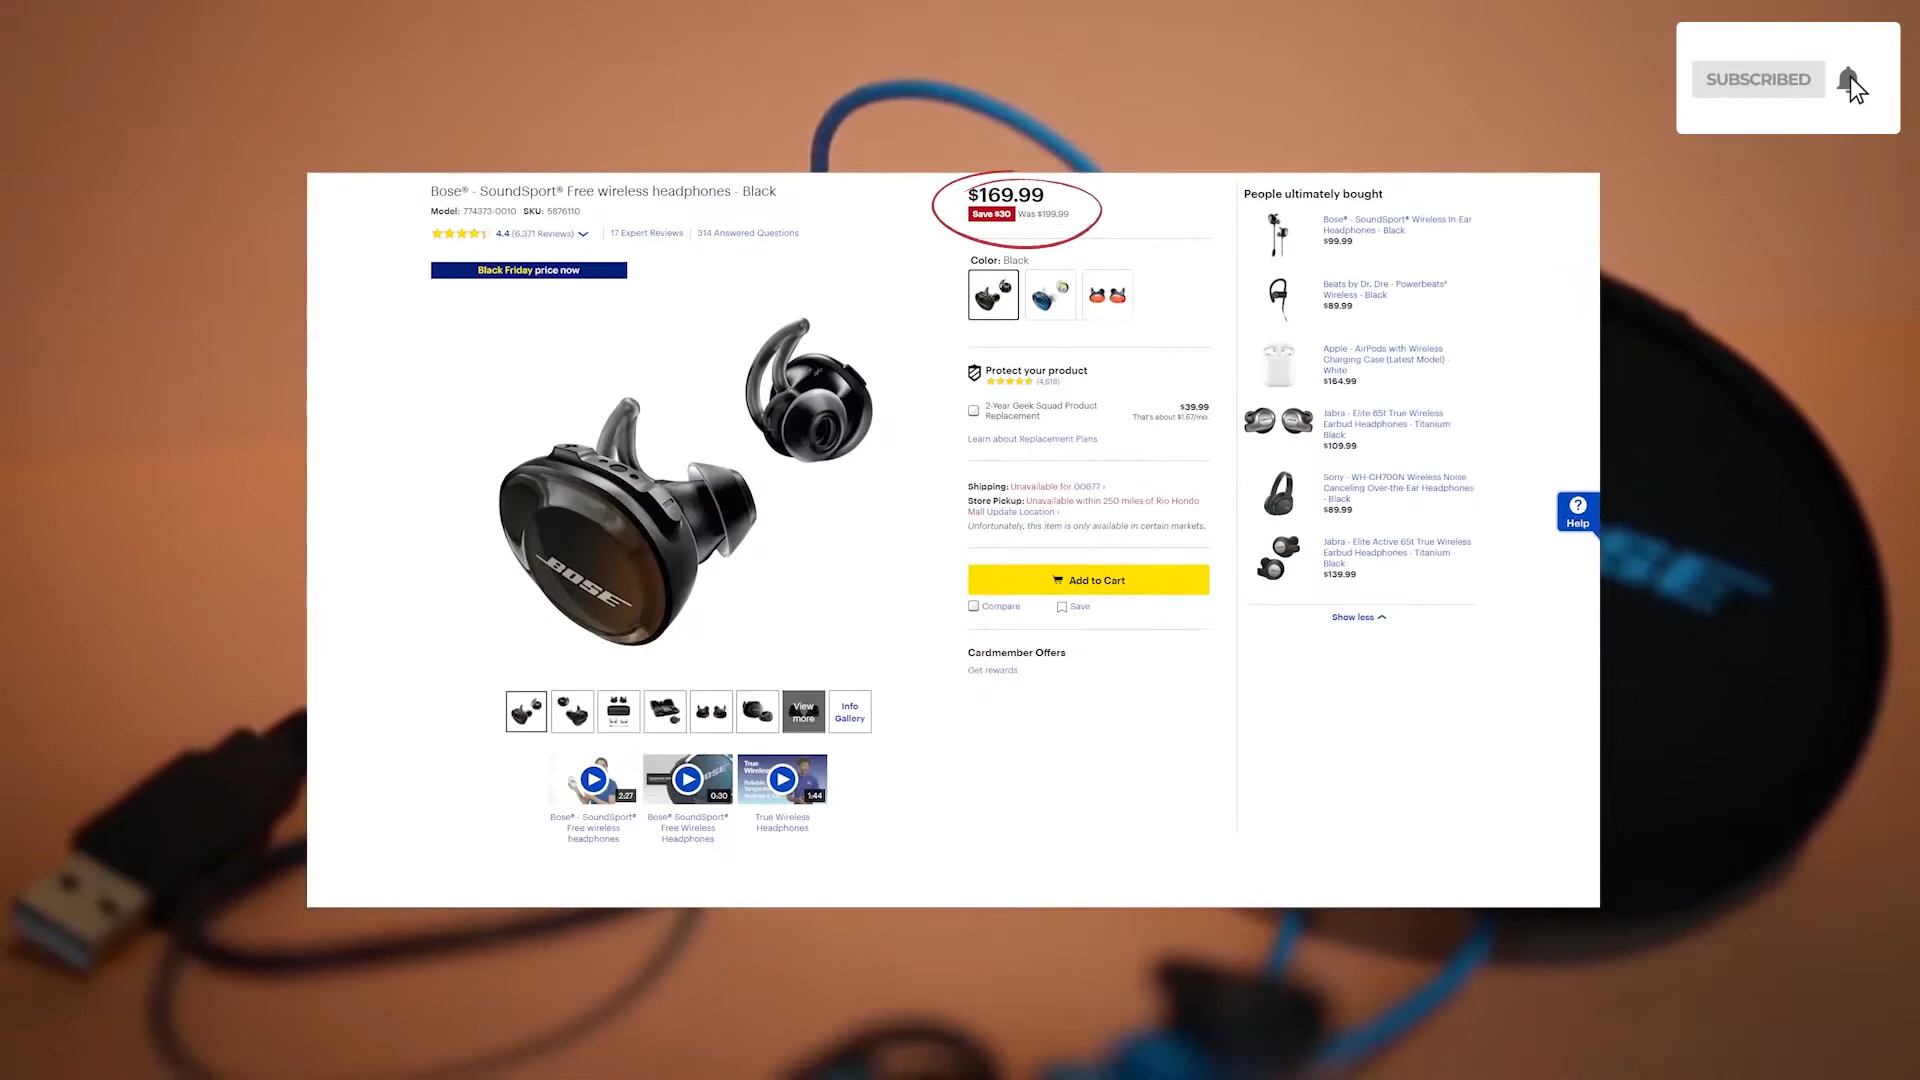 SUBSCRIBED
Bose® - SoundSport® Free wireless headphones - Black
Model: 774373-0010 SKU: 5876110
4.4 (6,371 Reviews)
17 Expert Reviews
314 Answered Questions
Black Friday price now
BOSE
View
more
Info
Gallery
2:27
0:30
True
Wireless
1:44
Bose® - SoundSport®
Free wireless
headphones
Bose® SoundSport®
Free Wireless
Headphones
True Wireless
Headphones
$169.99
Save $30 Was $199.99
Color: Black
Protect your product
(4,618)
2-Year Geek Squad Product
Replacement
$39.99
That's about $1.67/mo.
Learn about Replacement Plans
Shipping: Unavailable for 00677 ›
Store Pickup: Unavailable within 250 miles of Rio Hondo
Mall Update Location ›
Unfortunately, this item is only available in certain markets.
Add to Cart
Compare
Save
Cardmember Offers
Get rewards
People ultimately bought
Bose® - SoundSport® Wireless In-Ear
Headphones - Black
$99.99
Beats by Dr. Dre - Powerbeats³
Wireless - Black
$89.99
Apple - AirPods with Wireless
Charging Case (Latest Model) -
White
$164.99
Jabra - Elite 65t True Wireless
Earbud Headphones - Titanium
Black
$109.99
Sony - WH-CH700N Wireless Noise
Canceling Over-the-Ear Headphones
- Black
$89.99
Jabra - Elite Active 65t True Wireless
Earbud Headphones - Titanium
Black
$139.99
Show less
?
Help